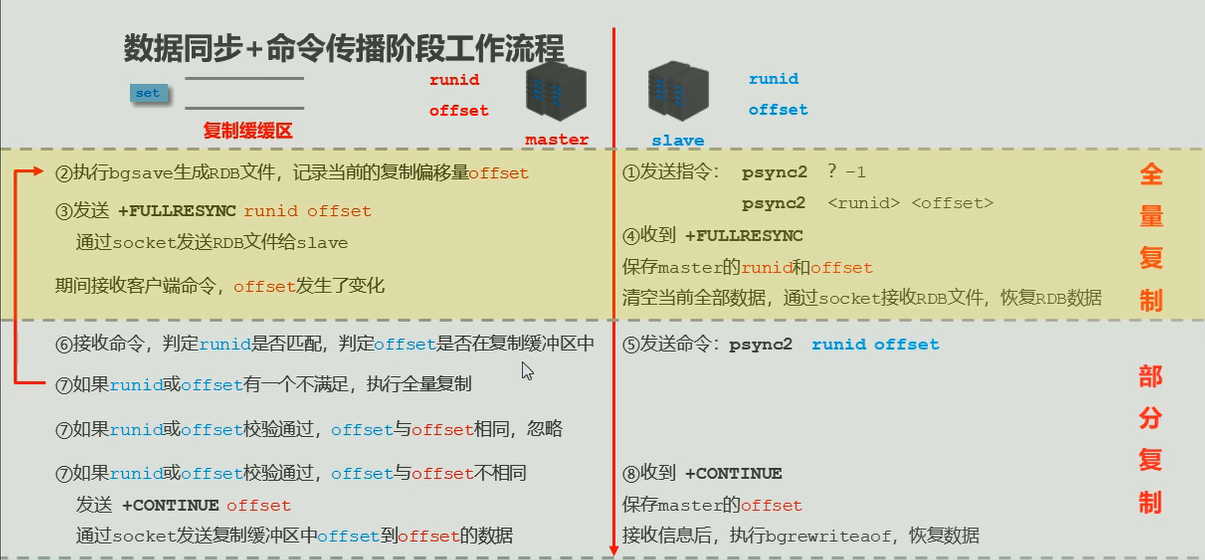 数据同步+命令传播阶段工作流程
set
复制缓缓区
runid
offset
master
slave
runid
offset
②执行bgsave生成RDB文件，记录当前的复制偏移量offset
③发送 +FULLRESYNC runid offset
通过socket发送RDB文件给slave
期间接收客户端命令，offset发生了变化
①发送指令： psync2 ? -1
psync2 <runid> <offset>
④收到 +FULLRESYNC
保存master的runid和offset
清空当前全部数据，通过socket接收RDB文件，恢复RDB数据
全
量
复
制
⑥接收命令，判定runid是否匹配，判定offset是否在复制缓冲区中
⑦如果runid或offset有一个不满足，执行全量复制
⑦如果runid或offset校验通过，offset与offset相同，忽略
⑦如果runid或offset校验通过，offset与offset不相同
发送 +CONTINUE offset
通过socket发送复制缓冲区中offset到offset的数据
⑤发送命令：psync2 runid offset
⑧收到 +CONTINUE
保存master的offset
接收信息后，执行bgrewriteaof，恢复数据
部
分
复
制